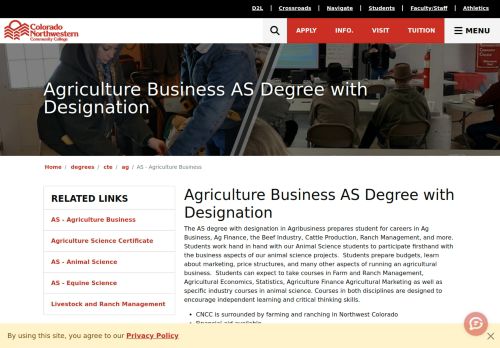 D2L | Crossroads | Navigate | Students | Faculty/Staff | Athletics
Colorado
Northwestern
Community College
APPLY INFO. VISIT TUITION MENU
Agriculture Business AS Degree with
Designation
Home / degrees / cte / ag / AS - Agriculture Business
RELATED LINKS
AS - Agriculture Business
Agriculture Science Certificate
AS - Animal Science
AS - Equine Science
Livestock and Ranch Management
Agriculture Business AS Degree with
Designation
The AS degree with designation in Agribusiness prepares student for careers in Ag
Business, Ag Finance, the Beef Industry, Cattle Production, Ranch Management, and more.
Students work hand in hand with our Animal Science students to participate firsthand with
the business aspects of our animal science projects. Students prepare budgets, learn
about marketing, price structures, and many other aspects of running an agricultural
business. Students can expect to take courses in Farm and Ranch Management,
Agricultural Economics, Statistics, Agriculture Finance Agricultural Marketing as well as
specific industry courses in animal science. Courses in both disciplines are designed to
encourage independent learning and critical thinking skills.
• CNCC is surrounded by farming and ranching in Northwest Colorado
• Financial aid available
By using this site, you agree to our Privacy Policy
×